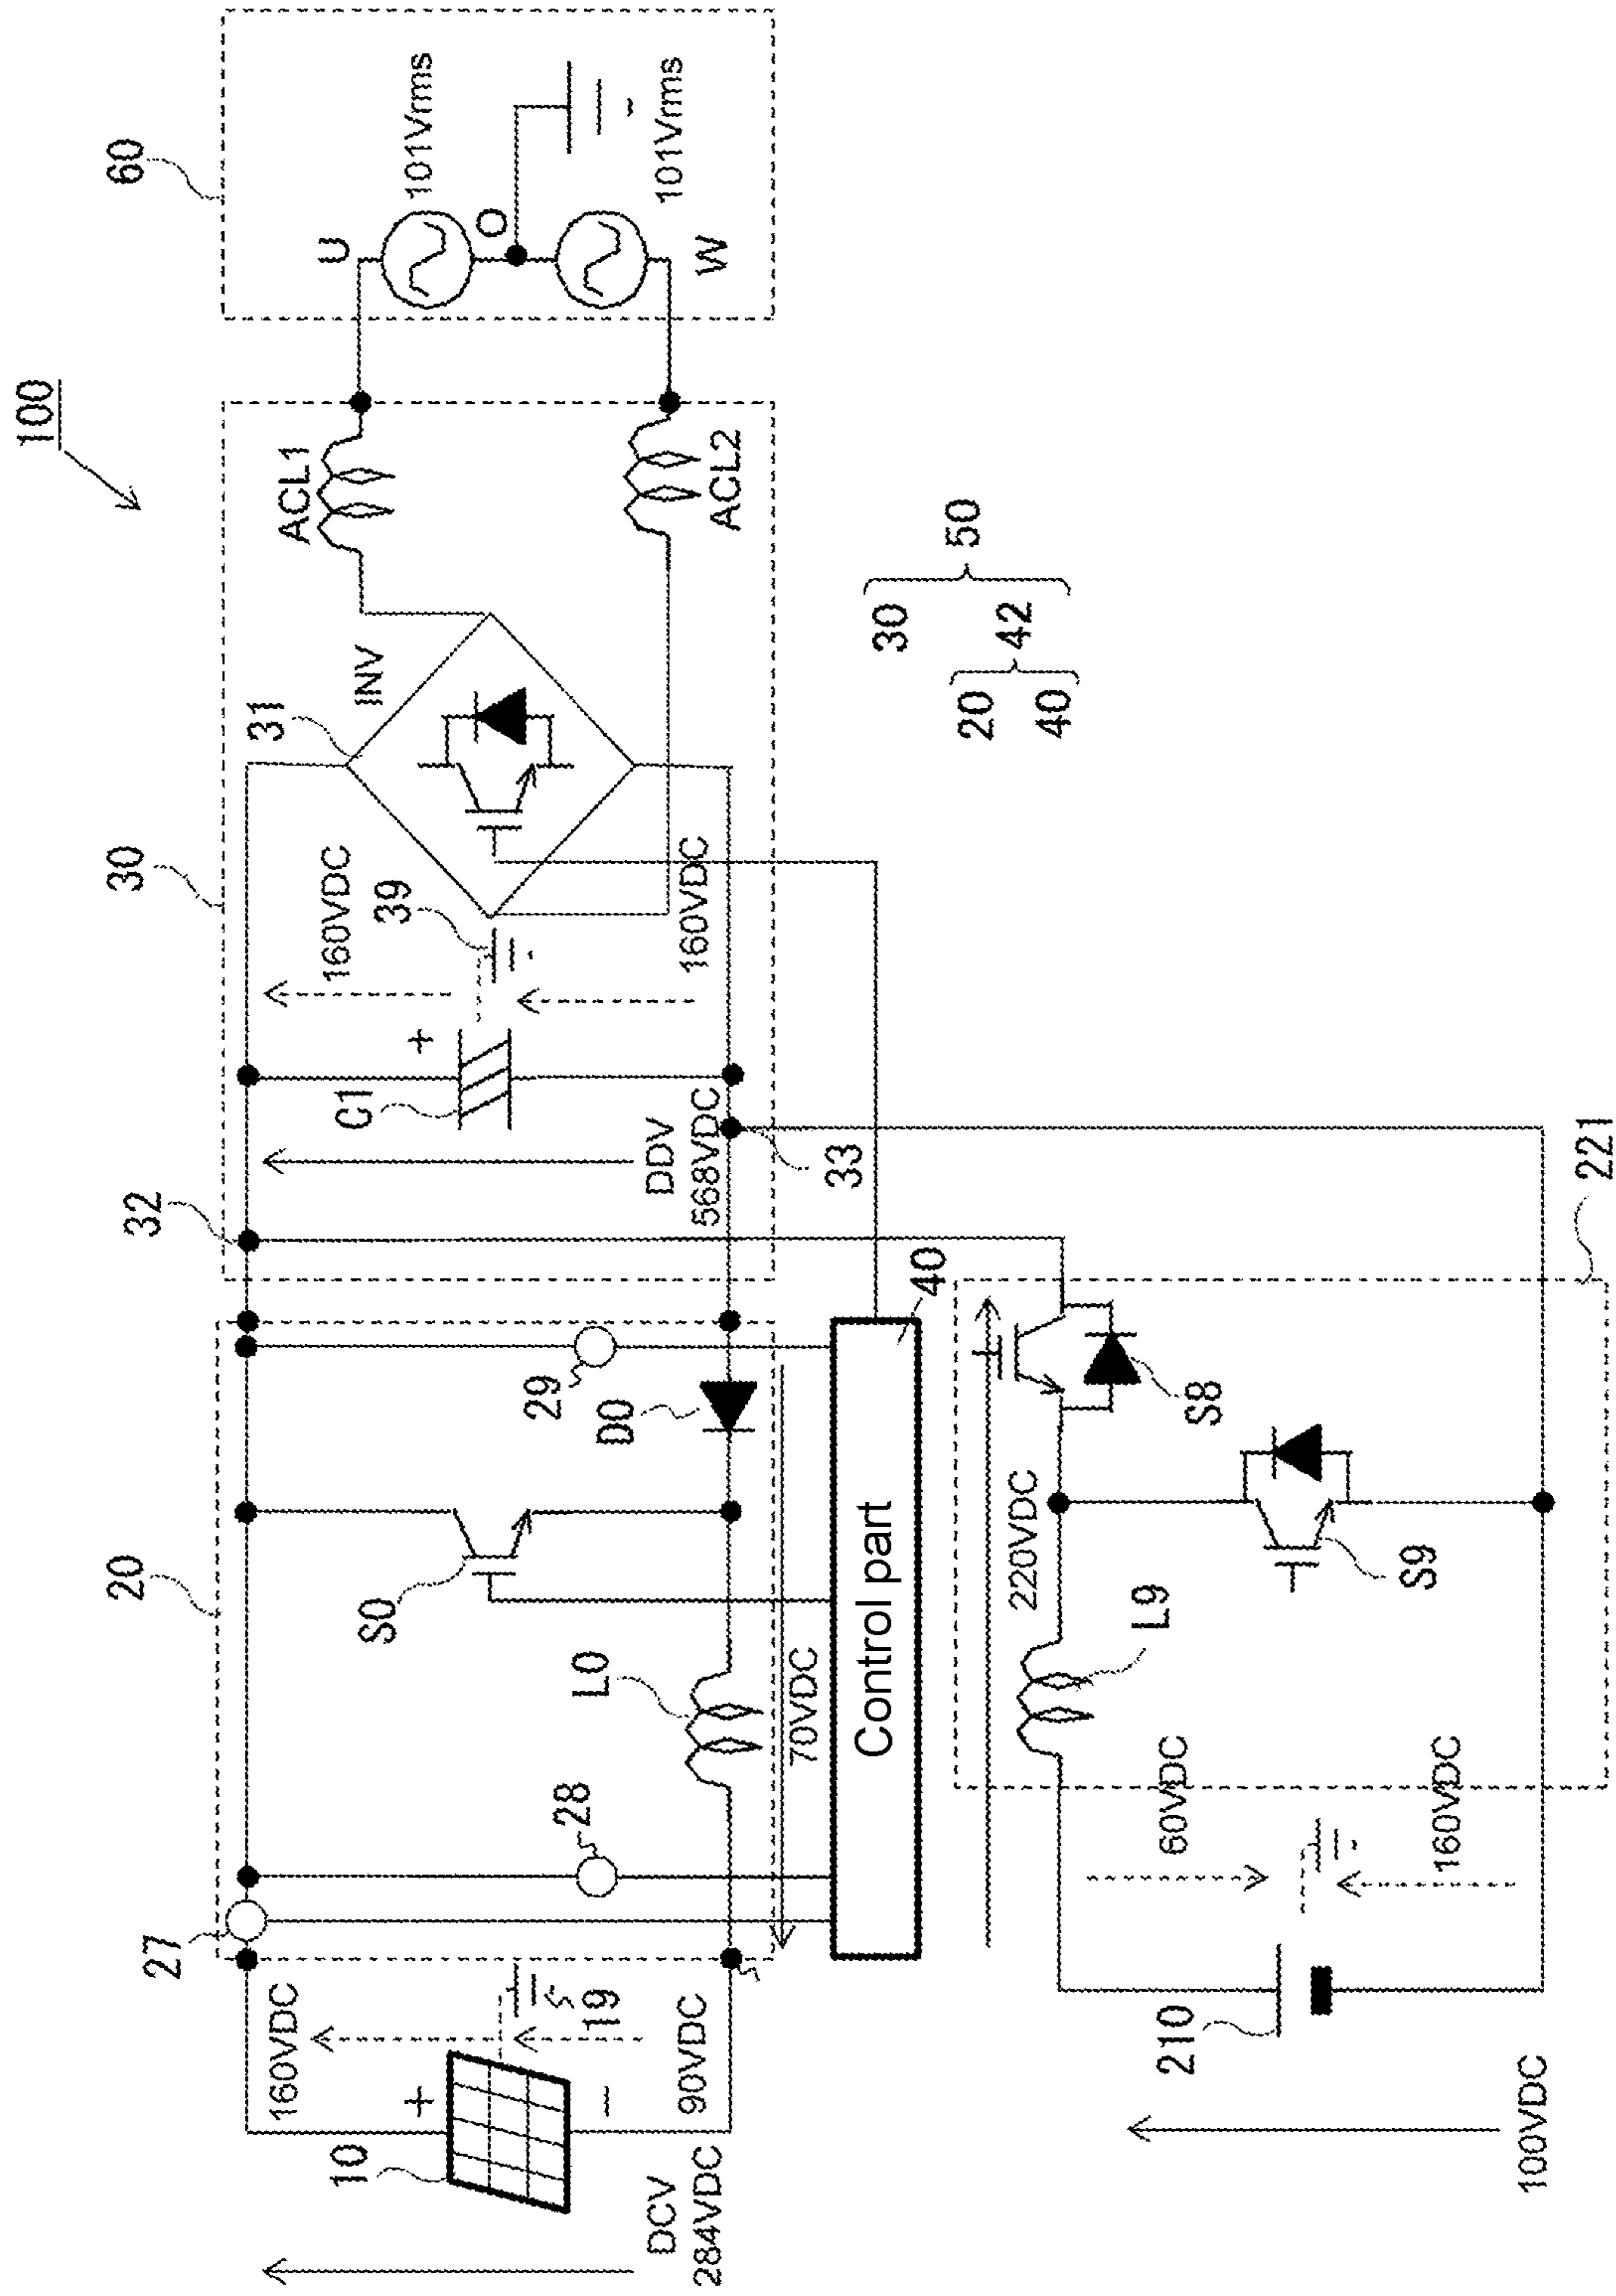 100
20
30
60
32
27
29
28
S0
L0
D0
DDV
568VDC
33
C1
+
160VDC
39
160VDC
31
INV
ACL1
ACL2
U
101Vrms
O
W
101Vrms
160VDC
10
+
−
19
90VDC
DCV
284VDC
70VDC
Control part
40
30
20
42
40
50
220VDC
L9
S8
S9
221
60VDC
160VDC
210
100VDC